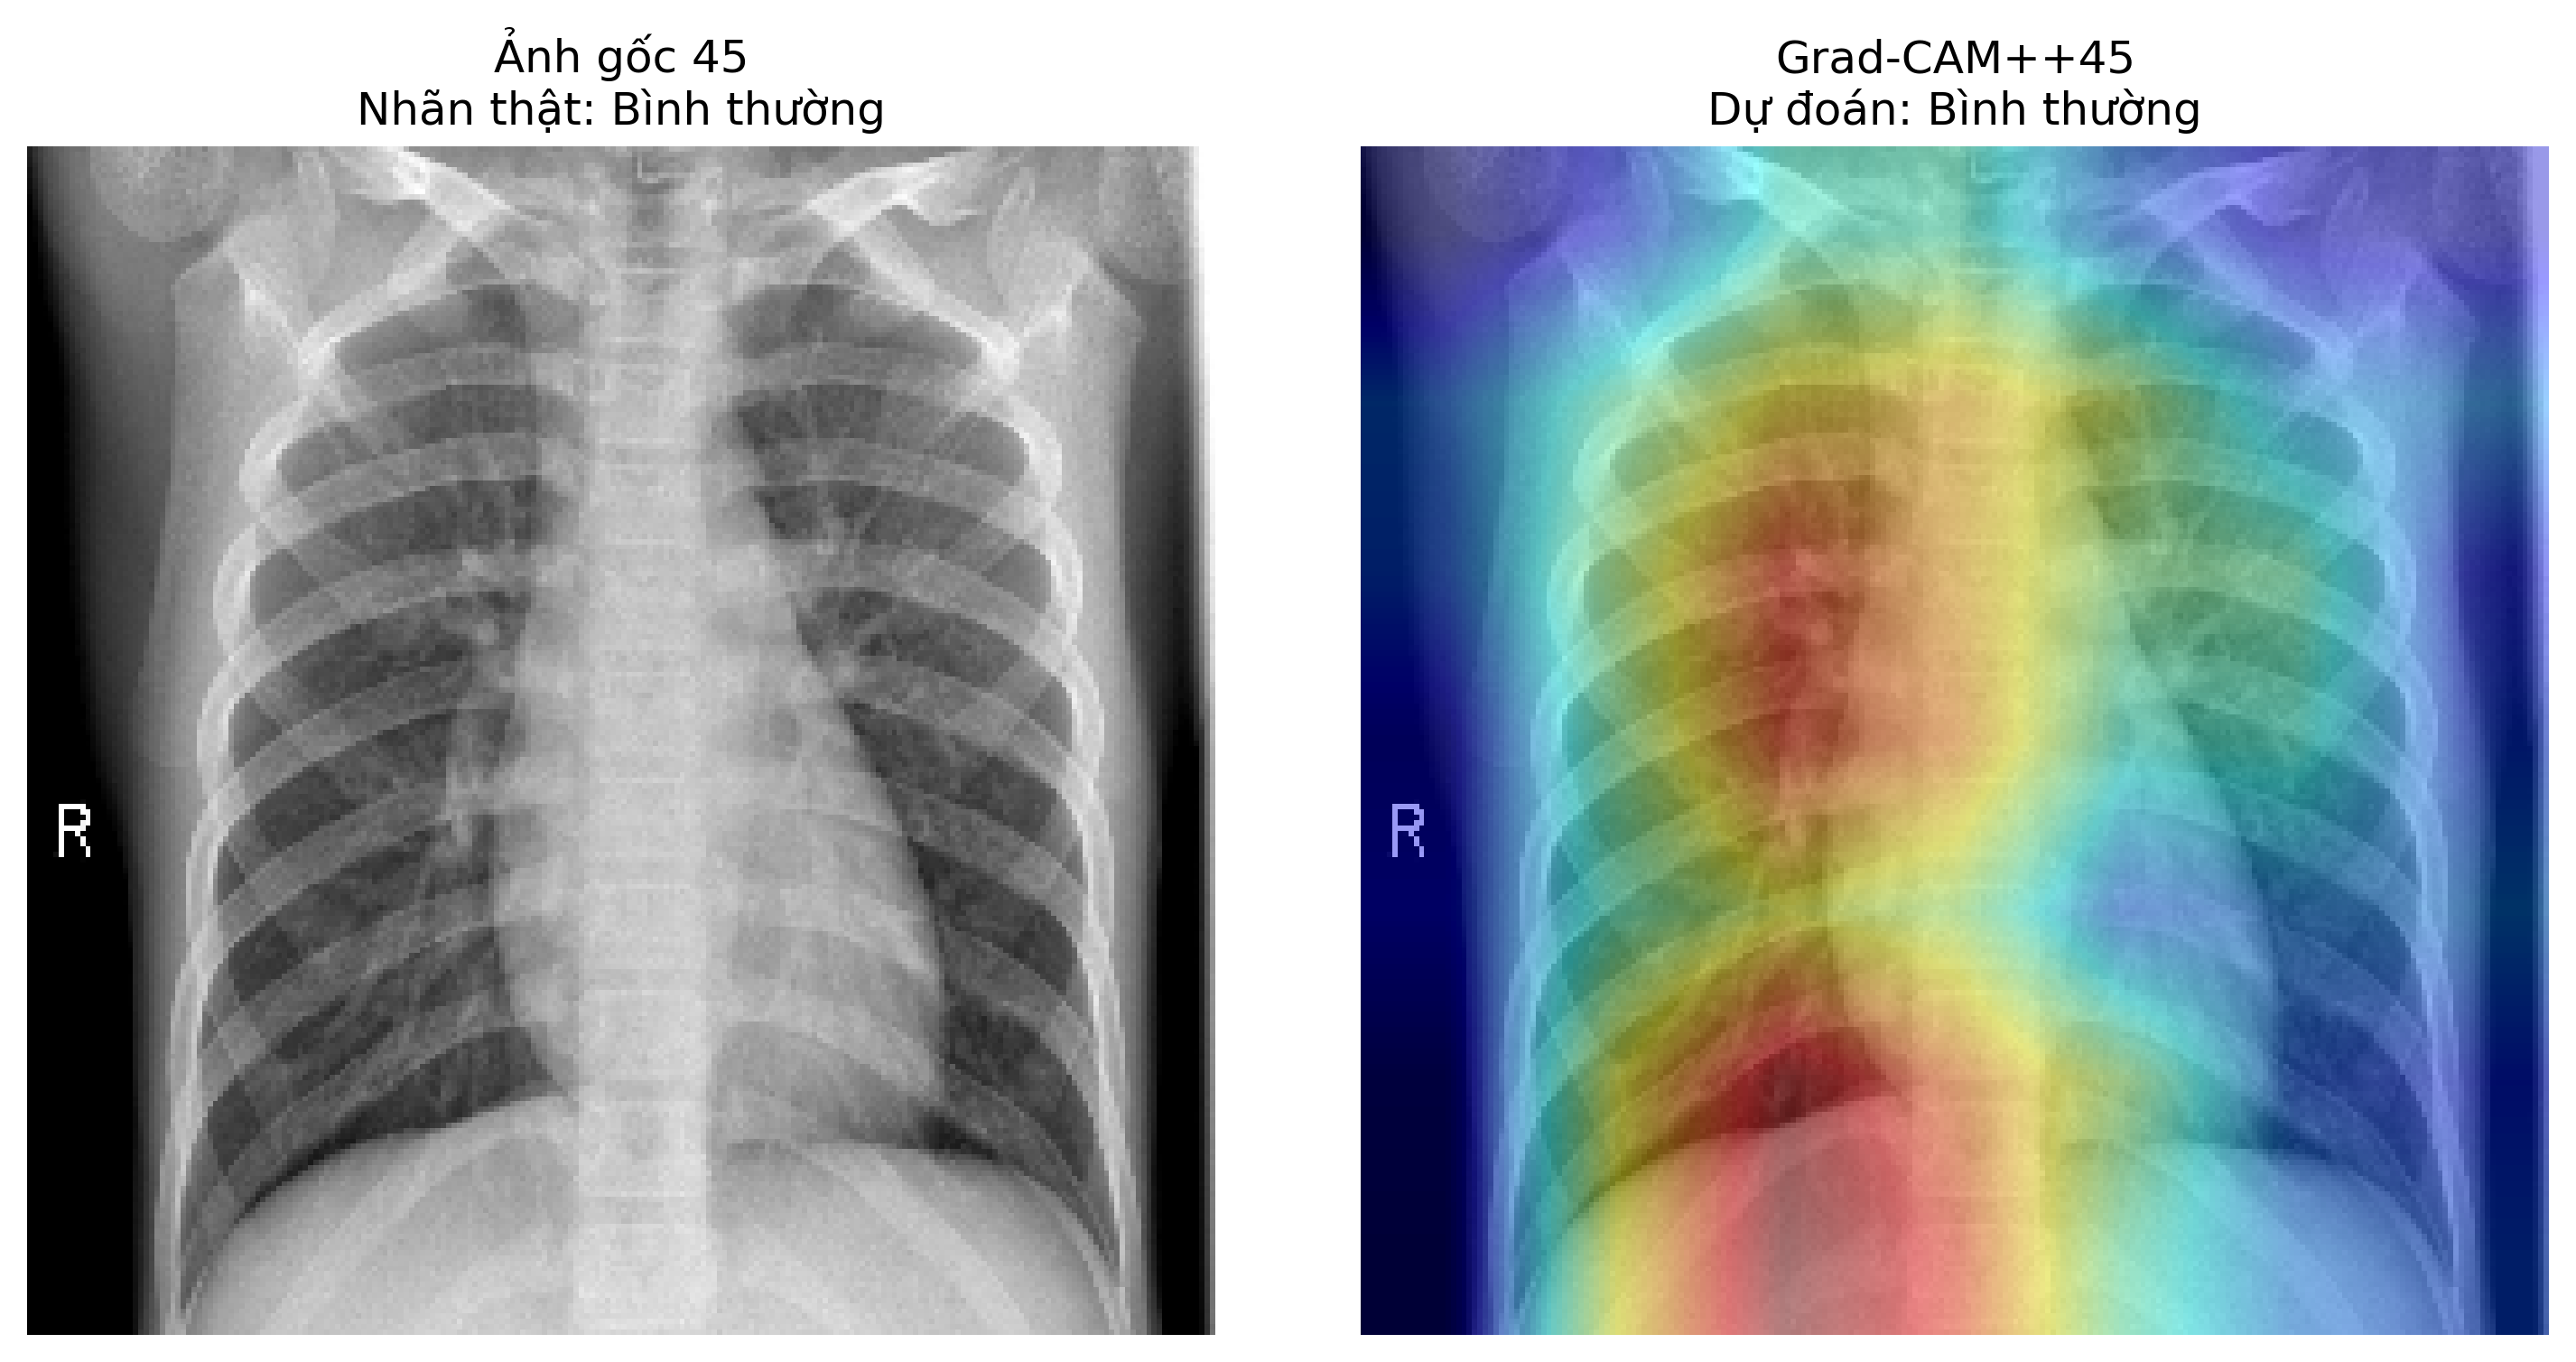 Ảnh gốc 45
Nhãn thật: Bình thường
Grad-CAM++45
Dự đoán: Bình thường
R
R